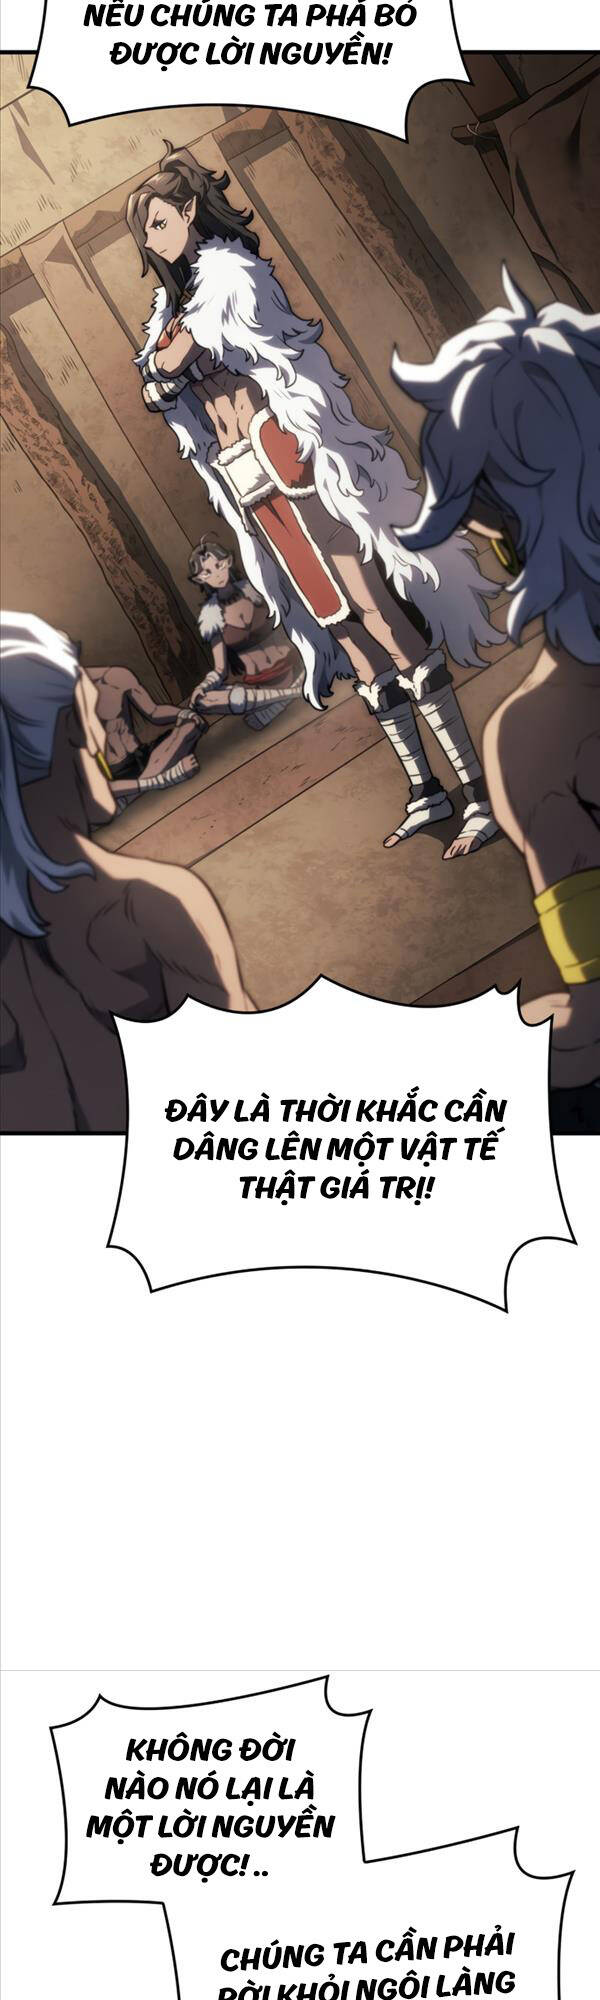 NẾU CHÚNG TA PHÁ BỎ
ĐƯỢC LỜI NGUYỀN!
ĐÂY LÀ THỜI KHẮC CẦN
DÂNG LÊN MỘT VẬT TẾ
THẬT GIÁ TRỊ!
KHÔNG ĐỜI
NÀO NÓ LẠI LÀ
MỘT LỜI NGUYỀN
ĐƯỢC!..
CHÚNG TA CẦN PHẢI
RỜI KHỎI NGÔI LÀNG